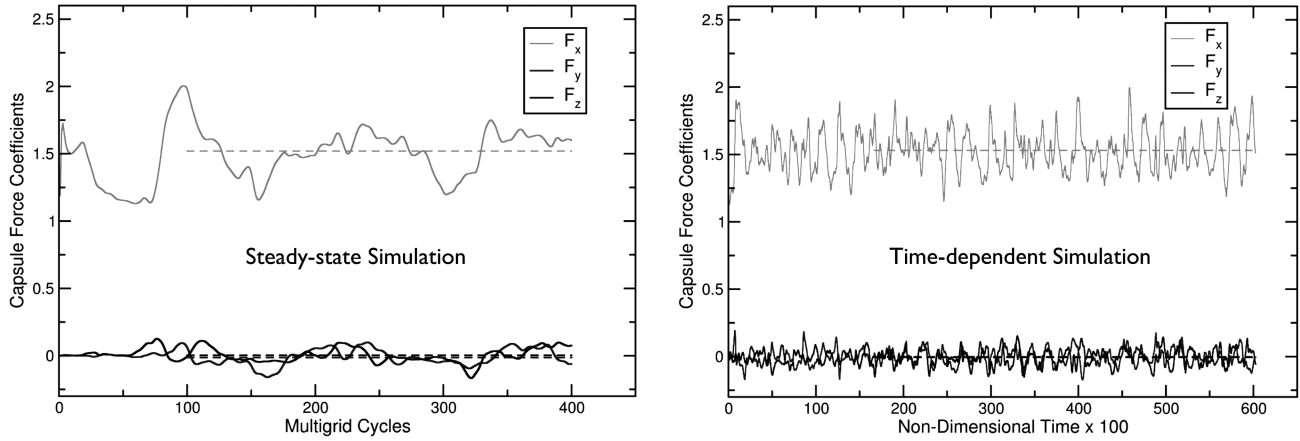 2.5
2
1.5
1
0.5
0
Capsule Force Coefficients
F_x
F_y
F_z
Steady-state Simulation
0 100 200 300 400
Multigrid Cycles
2.5
2
1.5
1
0.5
0
Capsule Force Coefficients
F_x
F_y
F_z
Time-dependent Simulation
0 100 200 300 400 500 600
Non-Dimensional Time x 100